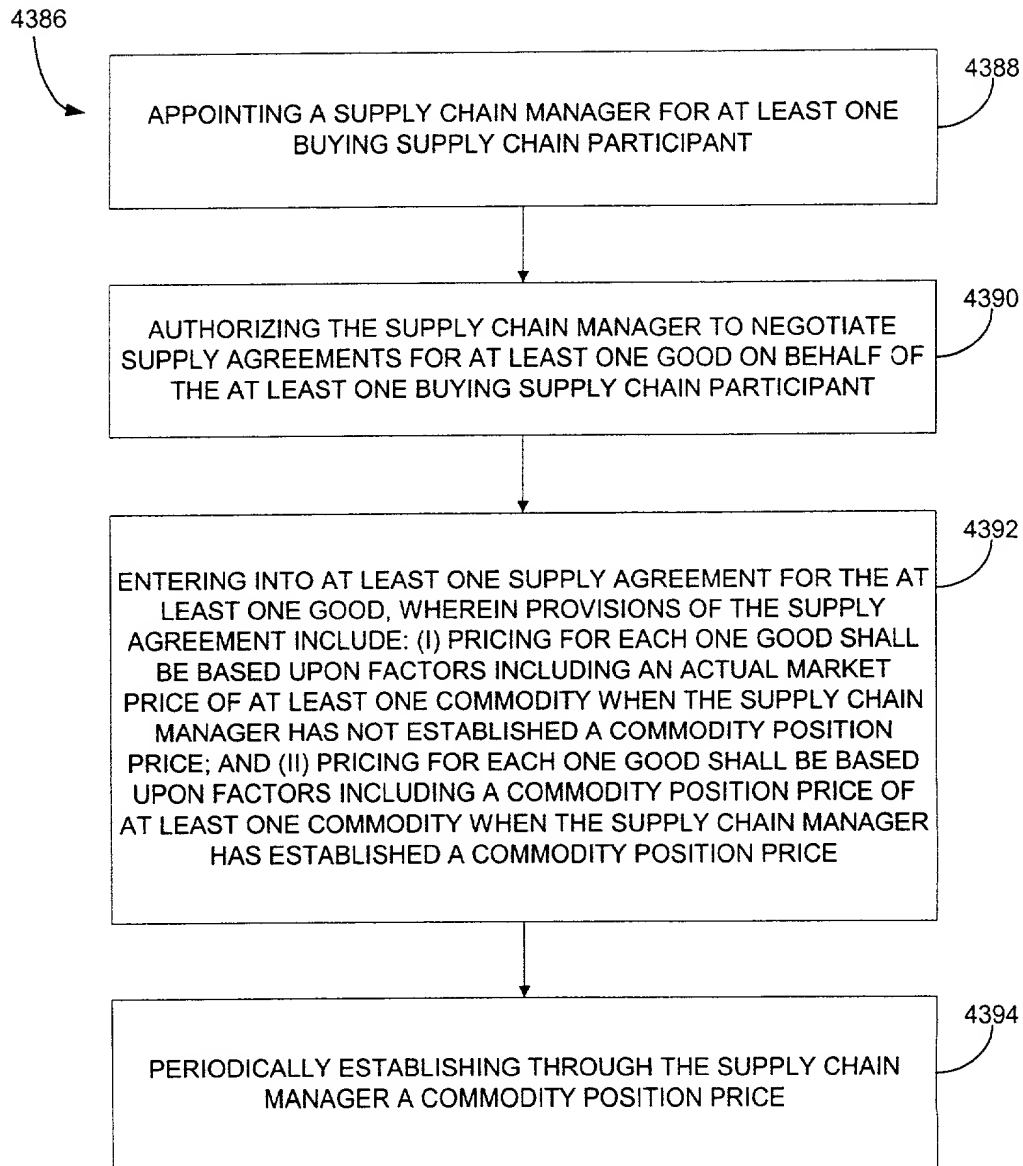 4386
4388
APPOINTING A SUPPLY CHAIN MANAGER FOR AT LEAST ONE
BUYING SUPPLY CHAIN PARTICIPANT
4390
AUTHORIZING THE SUPPLY CHAIN MANAGER TO NEGOTIATE
SUPPLY AGREEMENTS FOR AT LEAST ONE GOOD ON BEHALF OF
THE AT LEAST ONE BUYING SUPPLY CHAIN PARTICIPANT
4392
ENTERING INTO AT LEAST ONE SUPPLY AGREEMENT FOR THE AT
LEAST ONE GOOD, WHEREIN PROVISIONS OF THE SUPPLY
AGREEMENT INCLUDE: (I) PRICING FOR EACH ONE GOOD SHALL
BE BASED UPON FACTORS INCLUDING AN ACTUAL MARKET
PRICE OF AT LEAST ONE COMMODITY WHEN THE SUPPLY CHAIN
MANAGER HAS NOT ESTABLISHED A COMMODITY POSITION
PRICE; AND (II) PRICING FOR EACH ONE GOOD SHALL BE BASED
UPON FACTORS INCLUDING A COMMODITY POSITION PRICE OF
AT LEAST ONE COMMODITY WHEN THE SUPPLY CHAIN MANAGER
HAS ESTABLISHED A COMMODITY POSITION PRICE
4394
PERIODICALLY ESTABLISHING THROUGH THE SUPPLY CHAIN
MANAGER A COMMODITY POSITION PRICE